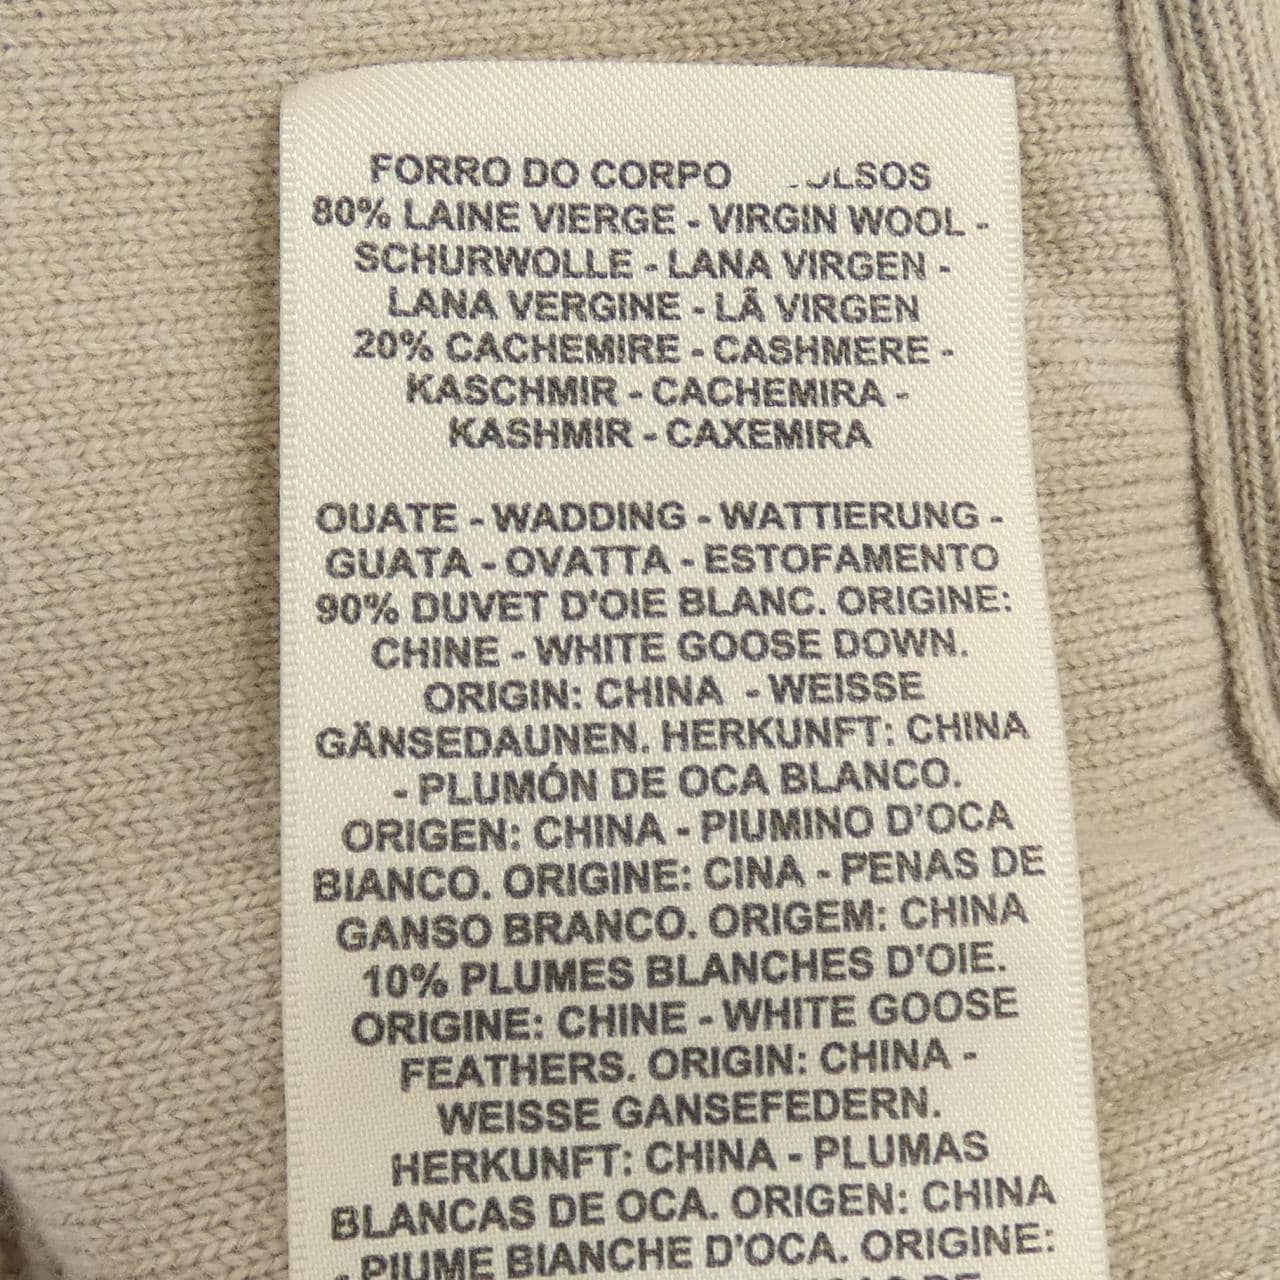 FORRO DO CORPO
80% LAINE VIERGE - VIRGIN WOOL -
SCHURWOLLE - LANA VIRGEN -
LANA VERGINE - LÃ VIRGEN
20% CACHEMIRE - CASHMERE -
KASCHMIR - CACHEMIRA -
KASHMIR - CAXEMIRA
OUATE - WADDING - WATTIERUNG -
GUATA - OVATTA - ESTOFAMENTO
90% DUVET D'OIE BLANC. ORIGINE:
CHINE - WHITE GOOSE DOWN.
ORIGIN: CHINA - WEISSE
GÄNSEDAUNEN. HERKUNFT: CHINA
- PLUMÓN DE OCA BLANCO.
ORIGEN: CHINA - PIUMINO D'OCA
BIANCO. ORIGINE: CINA - PENAS DE
GANSO BRANCO. ORIGEM: CHINA
10% PLUMES BLANCHES D'OIE.
ORIGINE: CHINE - WHITE GOOSE
FEATHERS. ORIGIN: CHINA -
WEISSE GANSEFEDERN.
HERKUNFT: CHINA - PLUMAS
BLANCAS DE OCA. ORIGEN: CHINA
- PIUME BIANCHE D'OCA. ORIGINE: